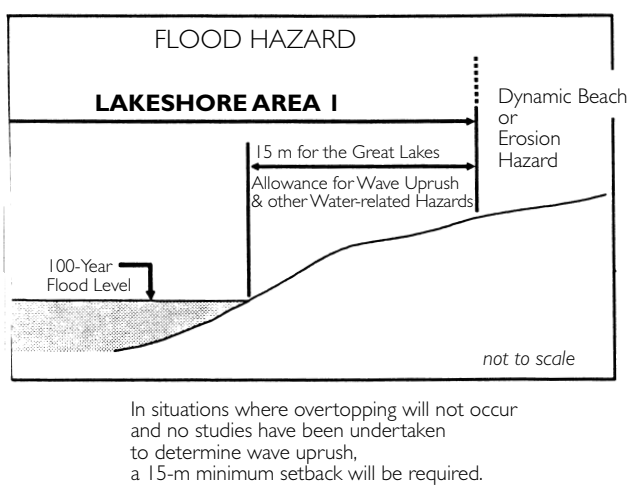 FLOOD HAZARD
LAKESHORE AREA 1
Dynamic Beach
or
Erosion
Hazard
15 m for the Great Lakes
Allowance for Wave Uprush
& other Water-related Hazards
100-Year
Flood Level
not to scale
In situations where overtopping will not occur
and no studies have been undertaken
to determine wave uprush,
a 15-m minimum setback will be required.